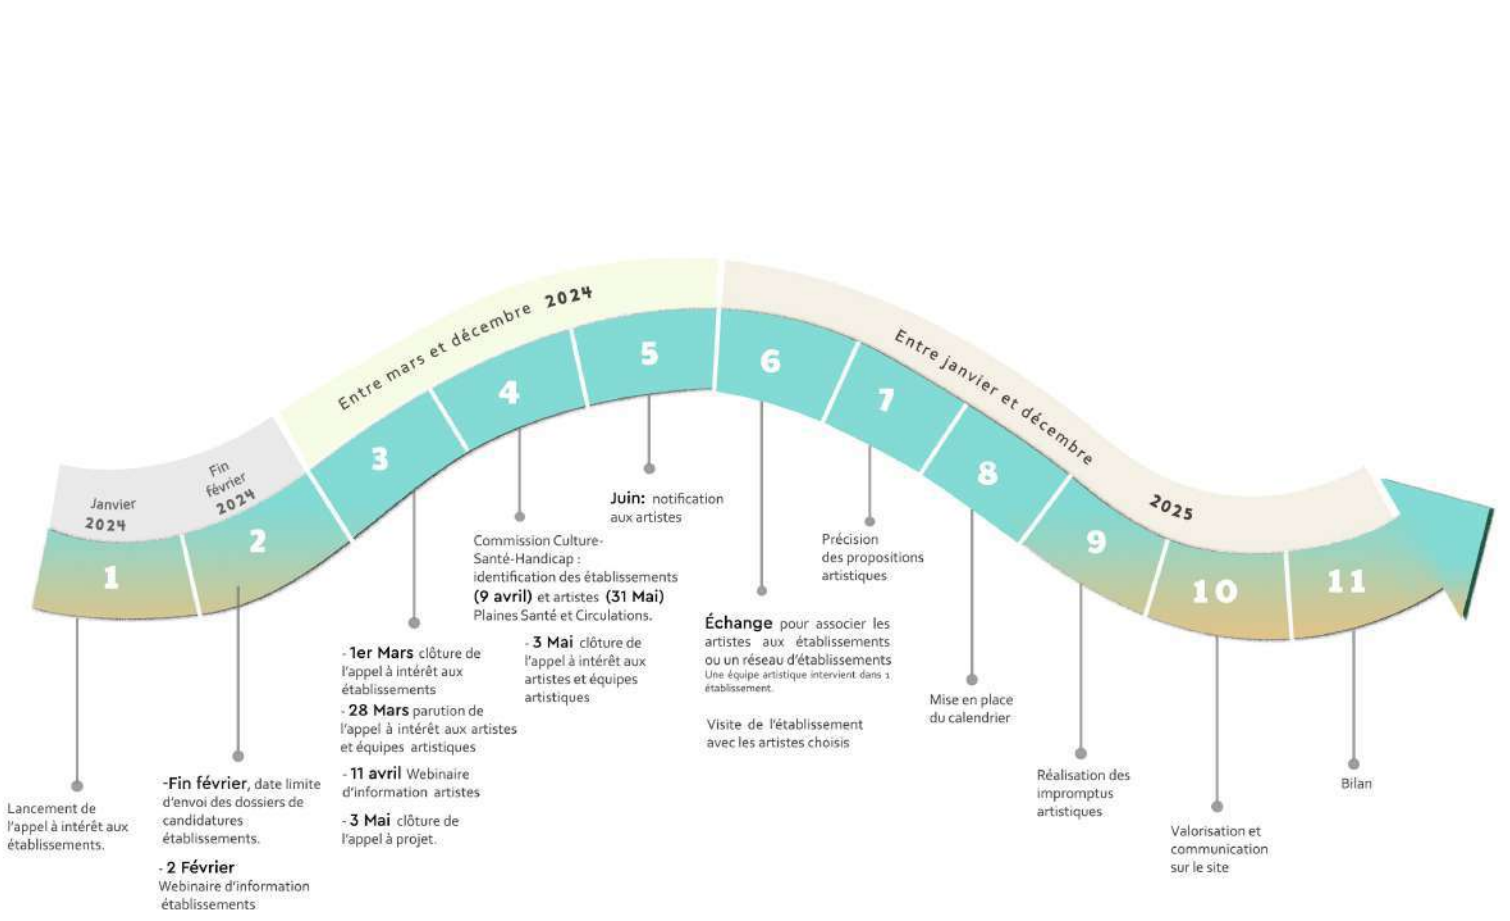 Janvier
2024
Fin
février
2024
Entre mars et décembre 2024
Entre janvier et décembre
2025
1
2
3
4
5
6
7
8
9
10
11
Lancement de
l'appel à intérêt aux
établissements.
-Fin février, date limite
d'envoi des dossiers de
candidatures
établissements.
- 2 Février
Webinaire d'information
établissements
- 1er Mars clôture de
l'appel à intérêt aux
établissements
- 28 Mars parution de
l'appel à intérêt aux artistes
et équipes artistiques
- 11 avril Webinaire
d'information artistes
- 3 Mai clôture de
l'appel à projet.
Commission Culture-
Santé-Handicap :
identification des établissements
(9 avril) et artistes (31 Mai)
Plaines Santé et Circulations.
- 3 Mai clôture de
l'appel à intérêt aux
artistes et équipes
artistiques
Juin: notification
aux artistes
Échange pour associer les
artistes aux établissements
ou un réseau d'établissements
Une équipe artistique intervient dans 1
établissement.
Visite de l'établissement
avec les artistes choisis
Précision
des propositions
artistiques
Mise en place
du calendrier
Réalisation des
impromptus
artistiques
Valorisation et
communication
sur le site
Bilan